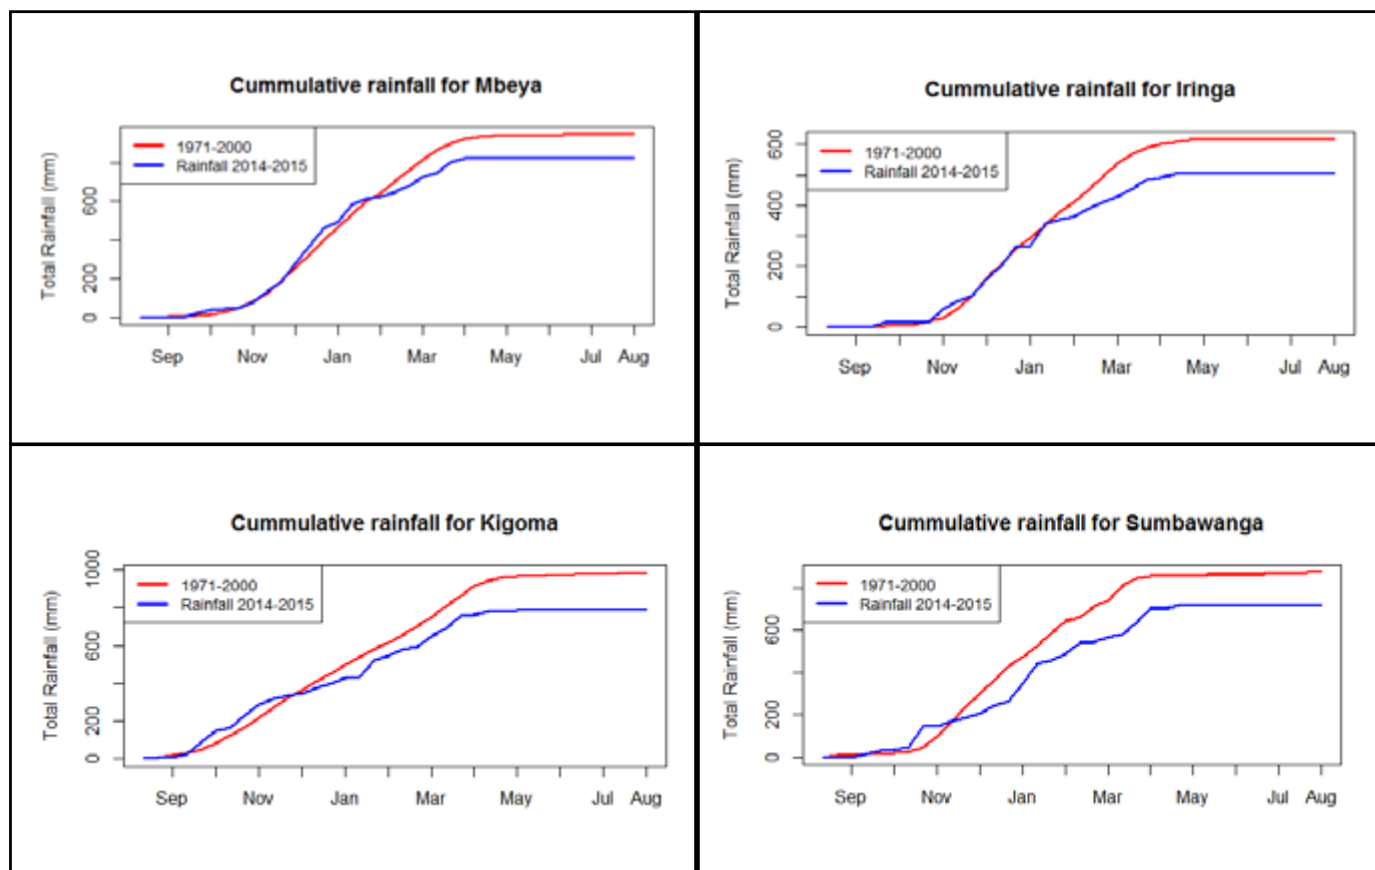 Cummulative rainfall for Mbeya
1971-2000
Rainfall 2014-2015
Total Rainfall (mm)
600
200
0
Sep Nov Jan Mar May Jul Aug
Cummulative rainfall for Iringa
1971-2000
Rainfall 2014-2015
Total Rainfall (mm)
600
400
200
0
Sep Nov Jan Mar May Jul Aug
Cummulative rainfall for Kigoma
1971-2000
Rainfall 2014-2015
Total Rainfall (mm)
1000
600
200
0
Sep Nov Jan Mar May Jul Aug
Cummulative rainfall for Sumbawanga
1971-2000
Rainfall 2014-2015
Total Rainfall (mm)
600
200
0
Sep Nov Jan Mar May Jul Aug